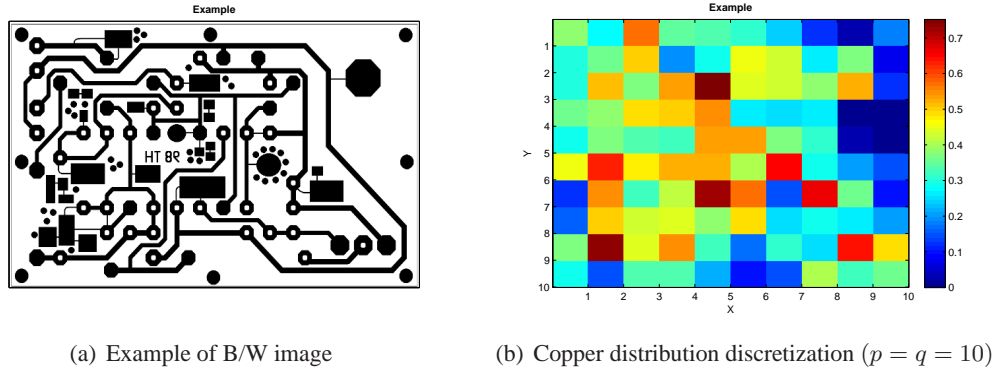 Example
HT 98
(a) Example of B/W image
Example
Y
1
2
3
4
5
6
7
8
9
10
1 2 3 4 5 6 7 8 9 10
X
0.7
0.6
0.5
0.4
0.3
0.2
0.1
0
(b) Copper distribution discretization (p = q = 10)